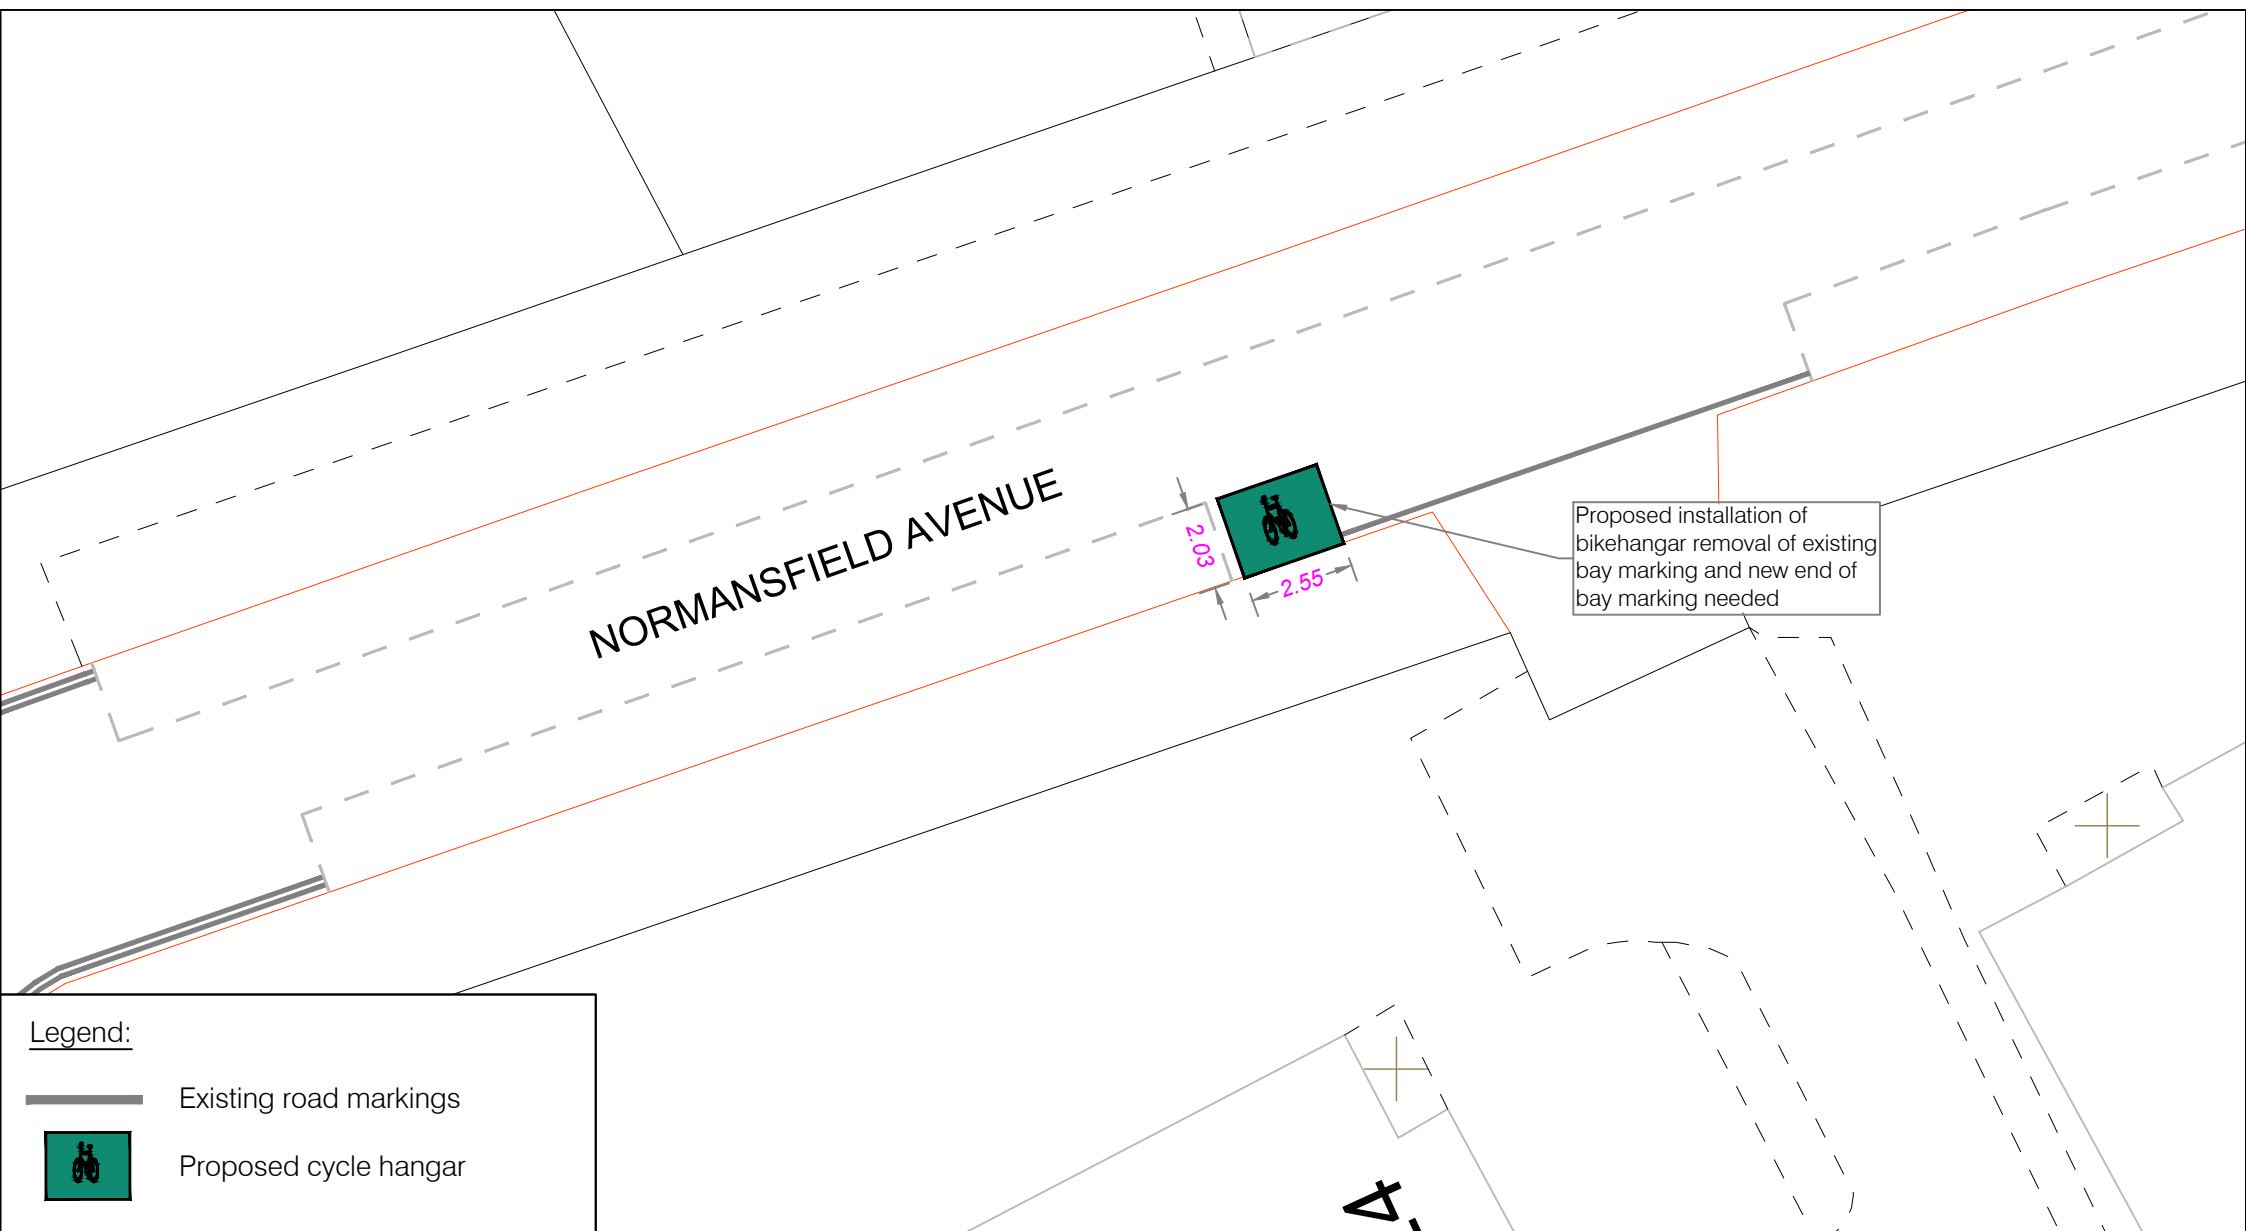 NORMANSFIELD AVENUE
2.03
2.55
Proposed installation of
bikehangar removal of existing
bay marking and new end of
bay marking needed
Legend:
Existing road markings
Proposed cycle hangar
4